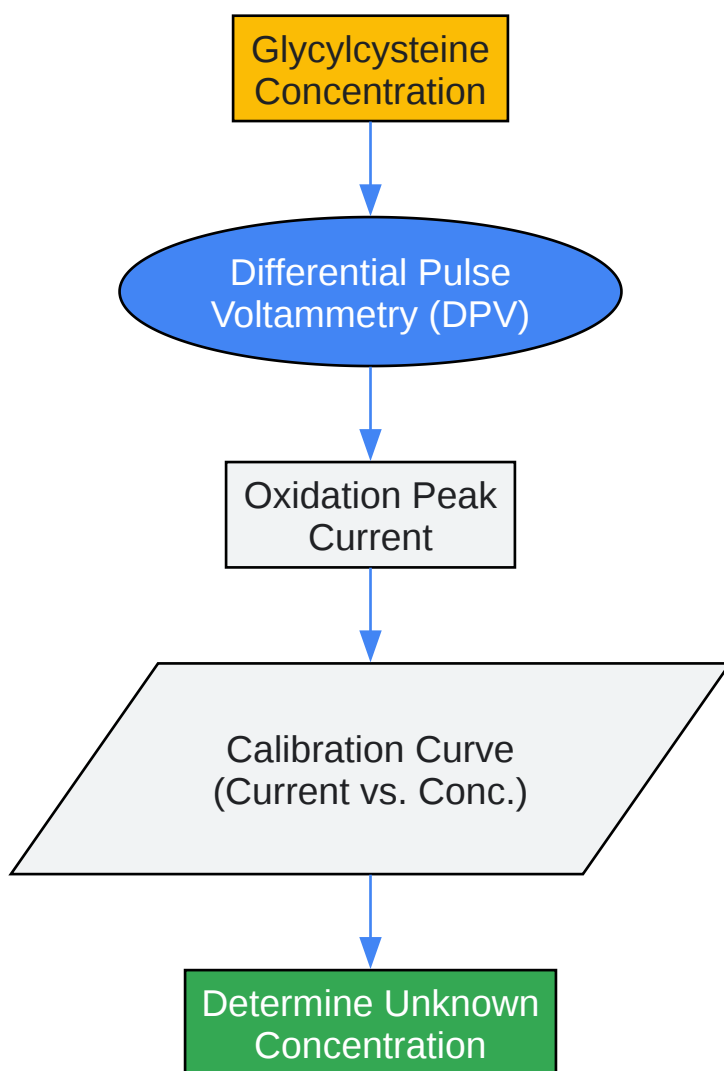 Glycylcysteine
Concentration
Differential Pulse
Voltammetry (DPV)
Oxidation Peak
Current
Calibration Curve
(Current vs. Conc.)
Determine Unknown
Concentration